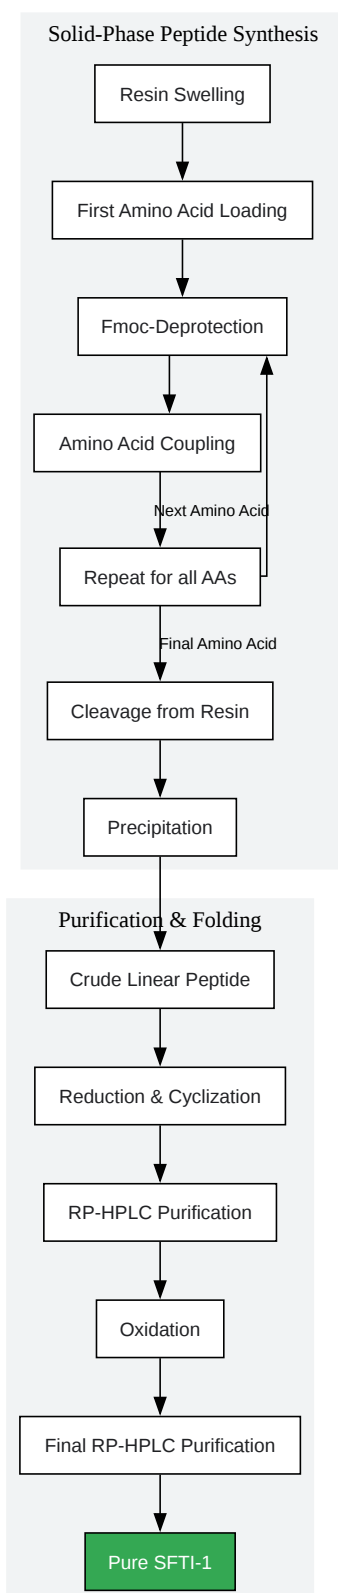 Solid-Phase Peptide Synthesis
Resin Swelling
First Amino Acid Loading
Fmoc-Deprotection
Amino Acid Coupling
Next Amino Acid
Repeat for all AAs
Final Amino Acid
Cleavage from Resin
Precipitation
Purification & Folding
Crude Linear Peptide
Reduction & Cyclization
RP-HPLC Purification
Oxidation
Final RP-HPLC Purification
Pure SFTI-1